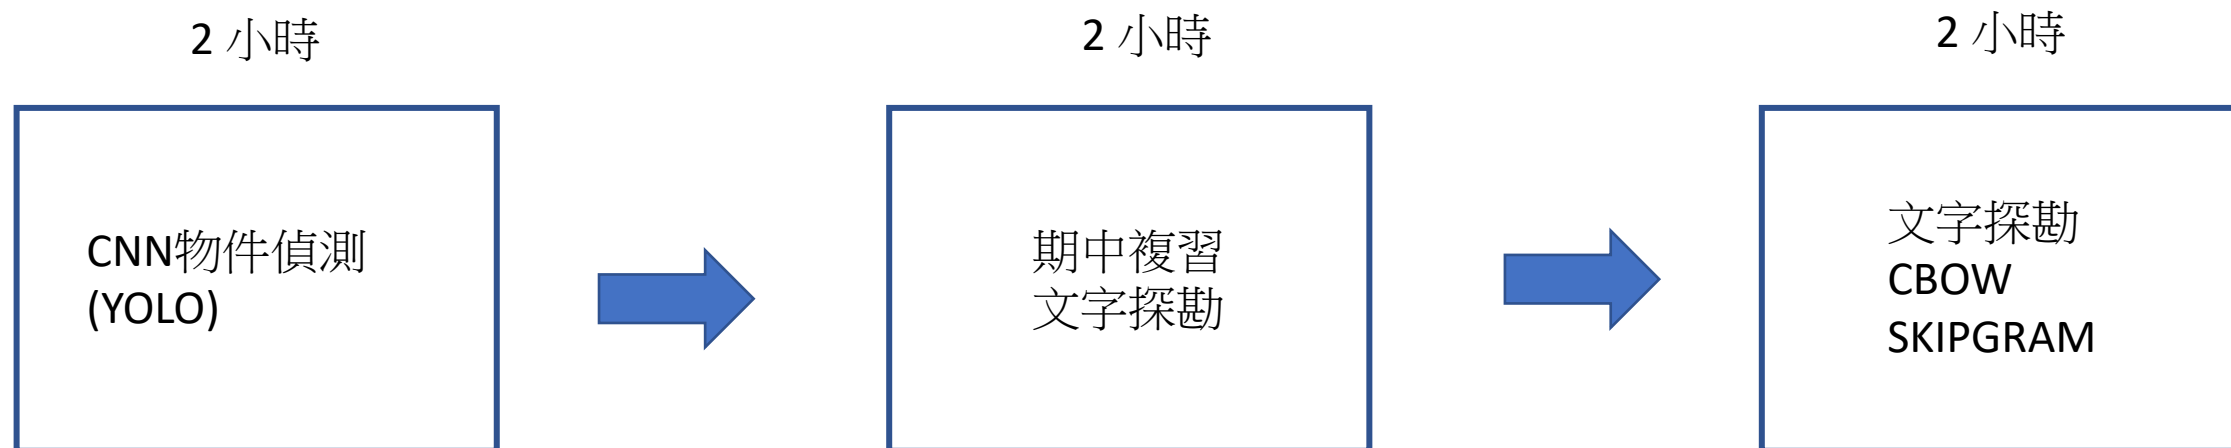 2 小時
2 小時
2 小時
CNN物件偵測
(YOLO)
期中複習
文字探勘
文字探勘
CBOW
SKIPGRAM